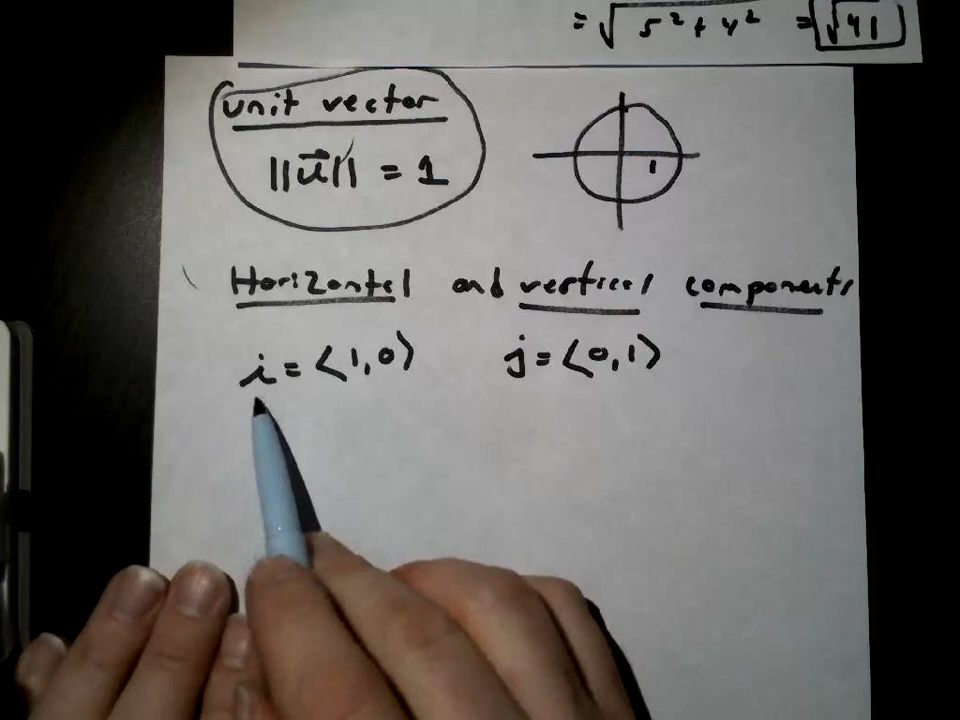 = √5² + 4² = √41
unit vector
||u⃗|| = 1
1
Horizontal and vertical components
i = ⟨1,0⟩ j = ⟨0,1⟩